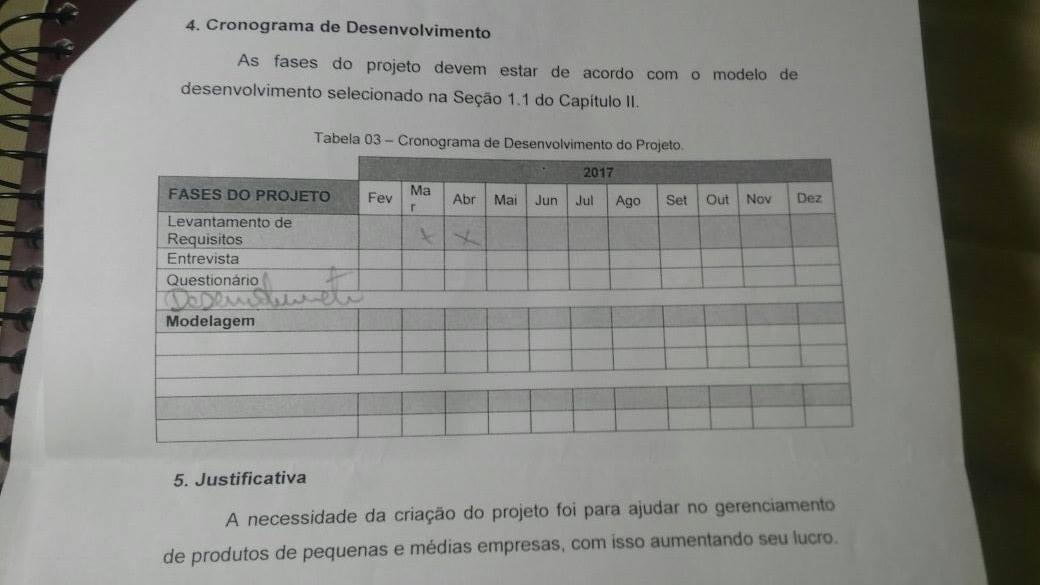 4. Cronograma de Desenvolvimento
As fases do projeto devem estar de acordo com o modelo de
desenvolvimento selecionado na Seção 1.1 do Capítulo II.
Tabela 03 – Cronograma de Desenvolvimento do Projeto.
2017
FASES DO PROJETO Fev Ma Abr Mai Jun Jul Ago Set Out Nov Dez
r
Levantamento de
Requisitos x x
Entrevista
Questionário
Desenvolvimento
Modelagem
5. Justificativa
A necessidade da criação do projeto foi para ajudar no gerenciamento
de produtos de pequenas e médias empresas, com isso aumentando seu lucro.